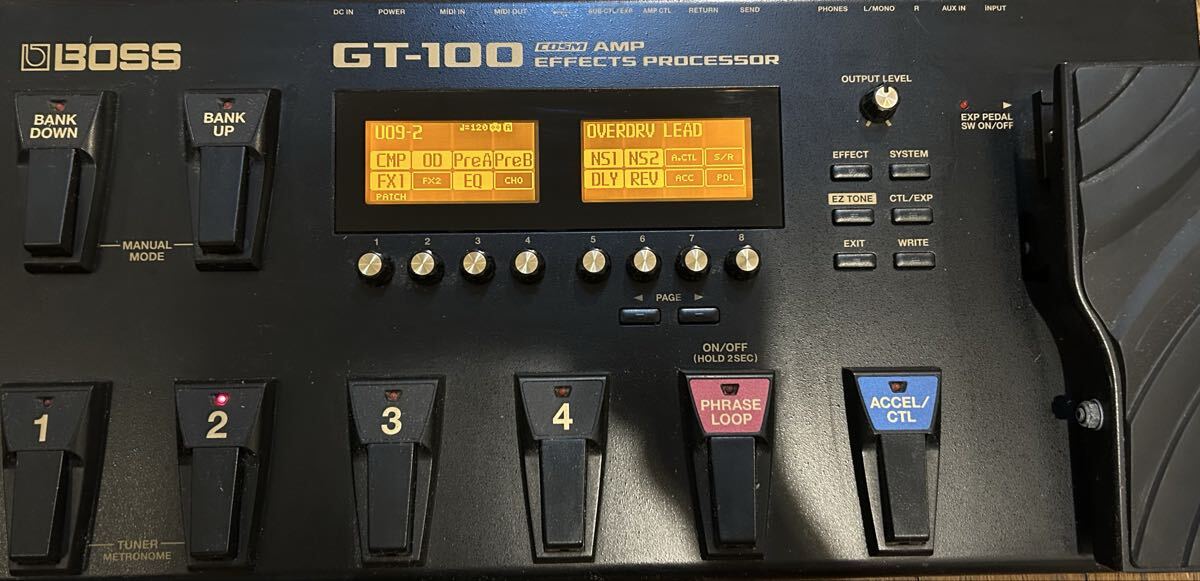 DC IN POWER MIDI IN MIDI OUT SUB CTL/EXP AMP CTL RETURN SEND PHONES L/MONO R AUX IN INPUT
BOSS
GT-100 COSM AMP
EFFECTS PROCESSOR
OUTPUT LEVEL
BANK
DOWN
BANK
UP
MANUAL
MODE
U09-2 ♩=120 A
CMP OD PreA PreB
FX1 FX2 EQ CHO
PATCH
OVERDRV LEAD
NS1 NS2 A.CTL S/R
DLY REV ACC PDL
EXP PEDAL
SW ON/OFF
EFFECT SYSTEM
EZ TONE CTL/EXP
EXIT WRITE
1 2 3 4 5 6 7 8
◀ PAGE ▶
ON/OFF
(HOLD 2SEC)
1
2
3
4
PHRASE
LOOP
ACCEL/
CTL
TUNER
METRONOME